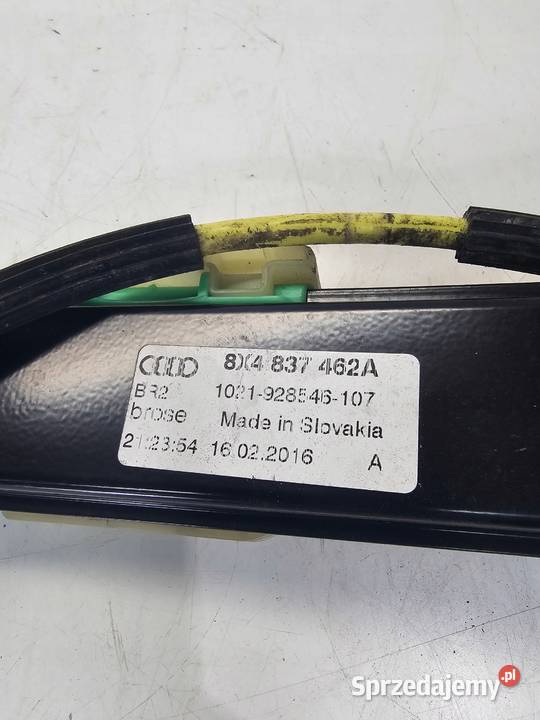 8X4 837 462A
BR2 1021-928546-107
brose Made in Slovakia
21:23:54 16.02.2016 A
Sprzedajemy.pl